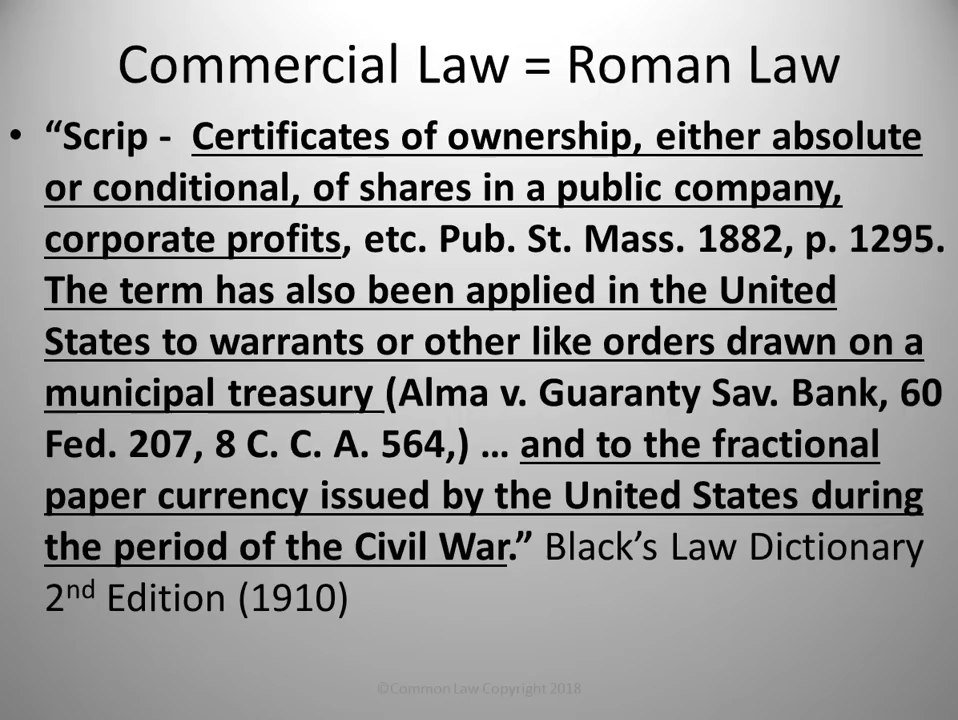 Commercial Law = Roman Law
• “Scrip - Certificates of ownership, either absolute
or conditional, of shares in a public company,
corporate profits, etc. Pub. St. Mass. 1882, p. 1295.
The term has also been applied in the United
States to warrants or other like orders drawn on a
municipal treasury (Alma v. Guaranty Sav. Bank, 60
Fed. 207, 8 C. C. A. 564,) … and to the fractional
paper currency issued by the United States during
the period of the Civil War.” Black’s Law Dictionary
2nd Edition (1910)
©Common Law Copyright 2018